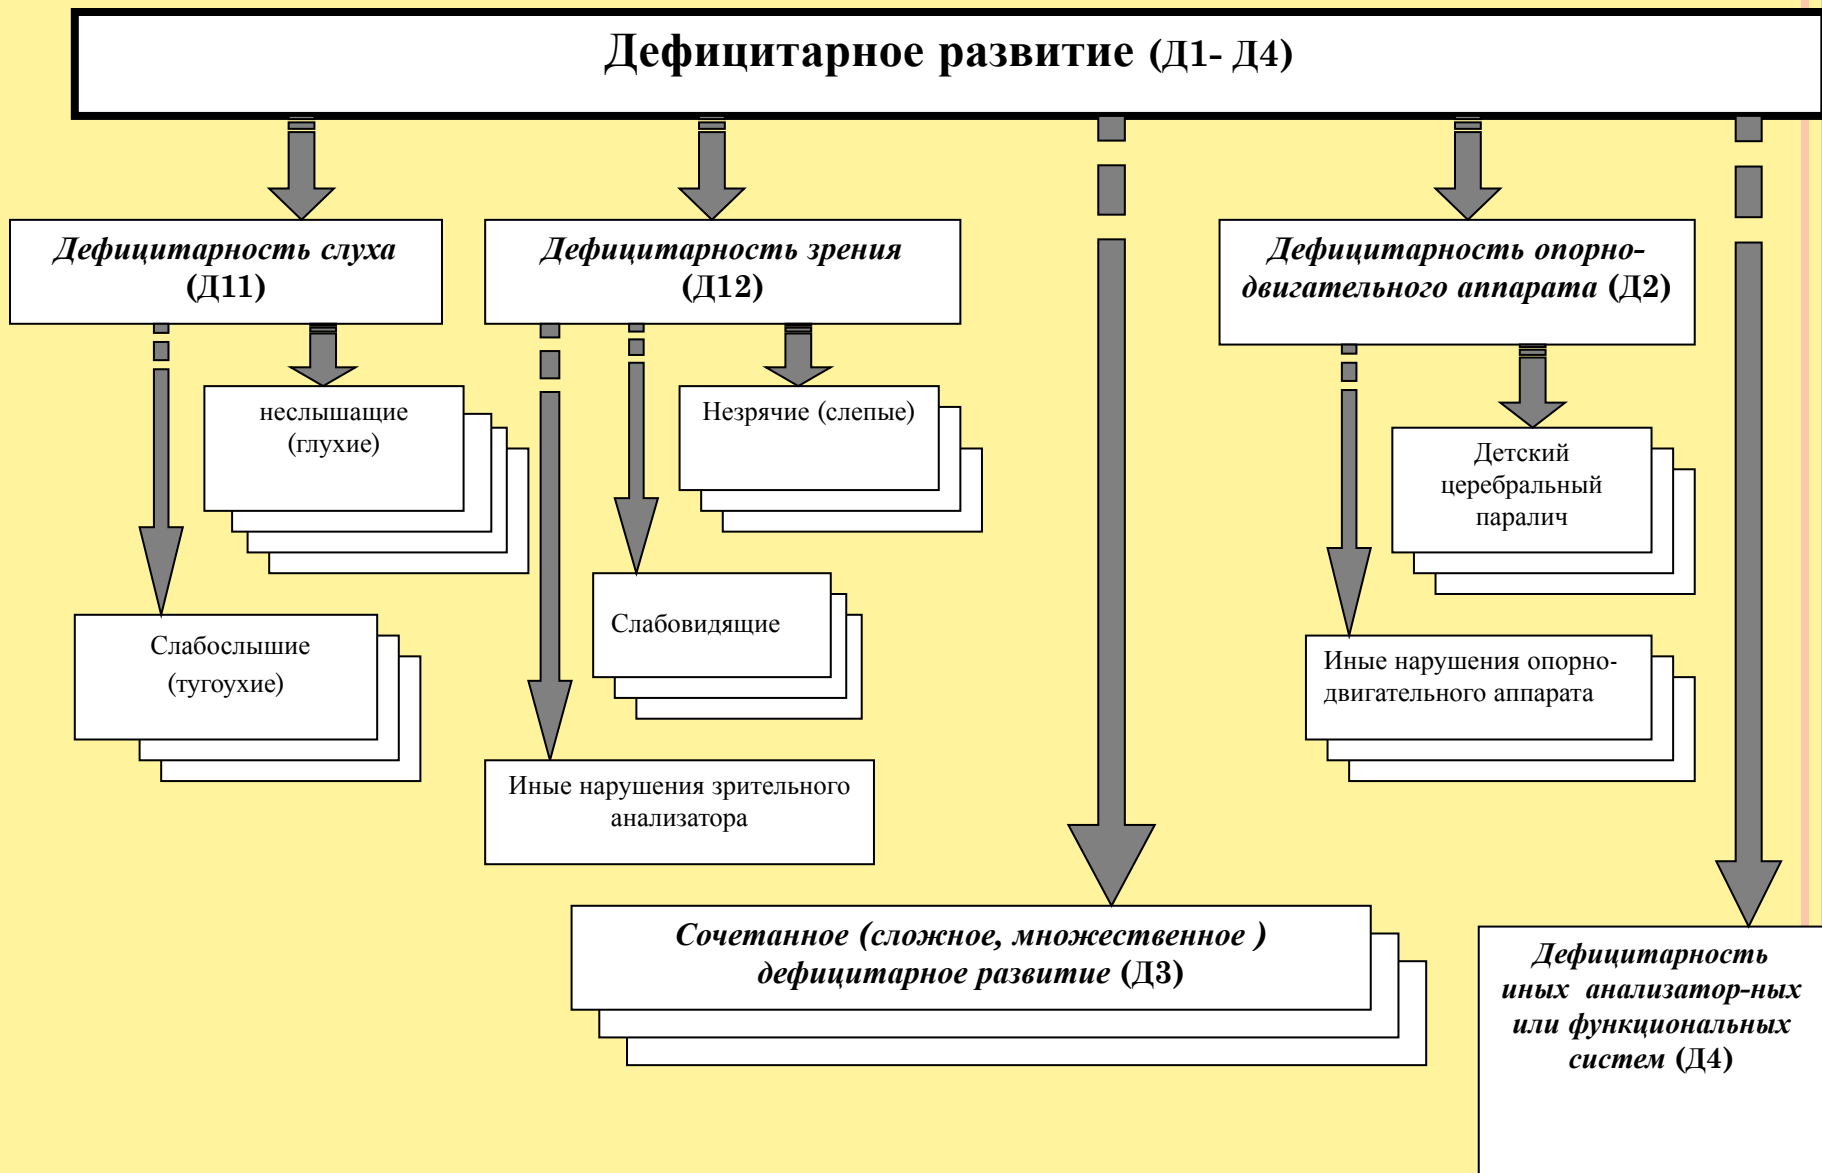 Дефицитарное развитие (Д1- Д4)
Дефицитарность слуха
(Д11)
Дефицитарность зрения
(Д12)
Дефицитарность опорно-
двигательного аппарата (Д2)
неслышащие
(глухие)
Незрячие (слепые)
Детский
церебральный
паралич
Слабослышие
(тугоухие)
Слабовидящие
Иные нарушения опорно-
двигательного аппарата
Иные нарушения зрительного
анализатора
Сочетанное (сложное, множественное )
дефицитарное развитие (Д3)
Дефицитарность
иных анализатор-ных
или функциональных
систем (Д4)